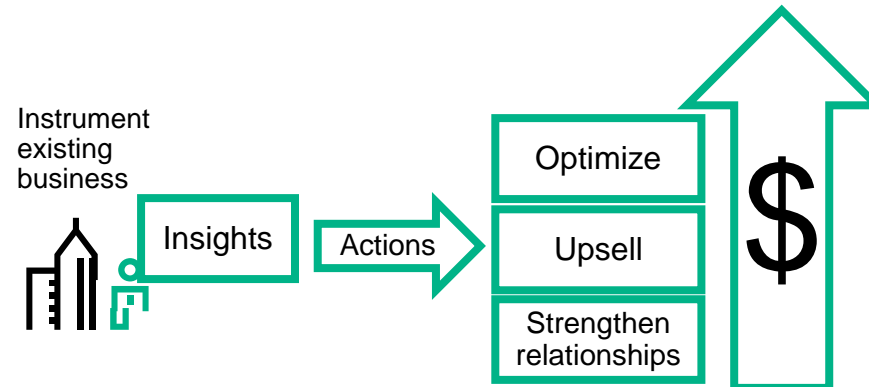 Instrument
existing
business
Insights
Actions
Optimize
Upsell
Strengthen
relationships
$